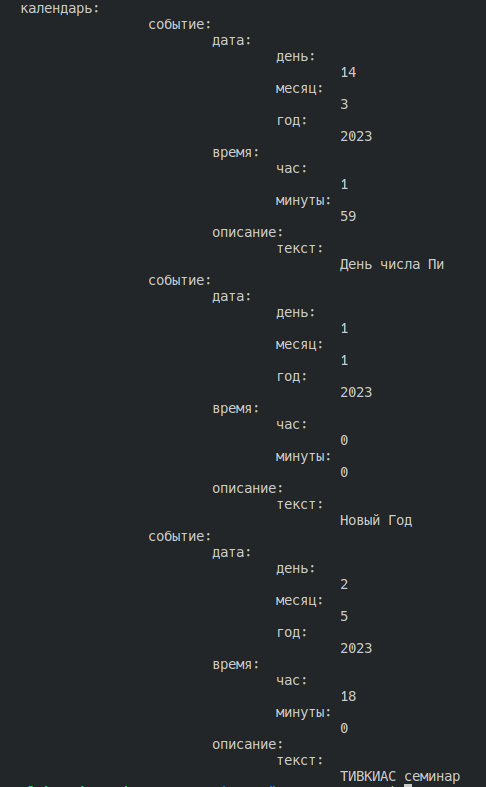 календарь:
событие:
дата:
день:
14
месяц:
3
год:
2023
время:
час:
1
минуты:
59
описание:
текст:
День числа Пи
событие:
дата:
день:
1
месяц:
1
год:
2023
время:
час:
0
минуты:
0
описание:
текст:
Новый Год
событие:
дата:
день:
2
месяц:
5
год:
2023
время:
час:
18
минуты:
0
описание:
текст:
ТИВКИАС семинар